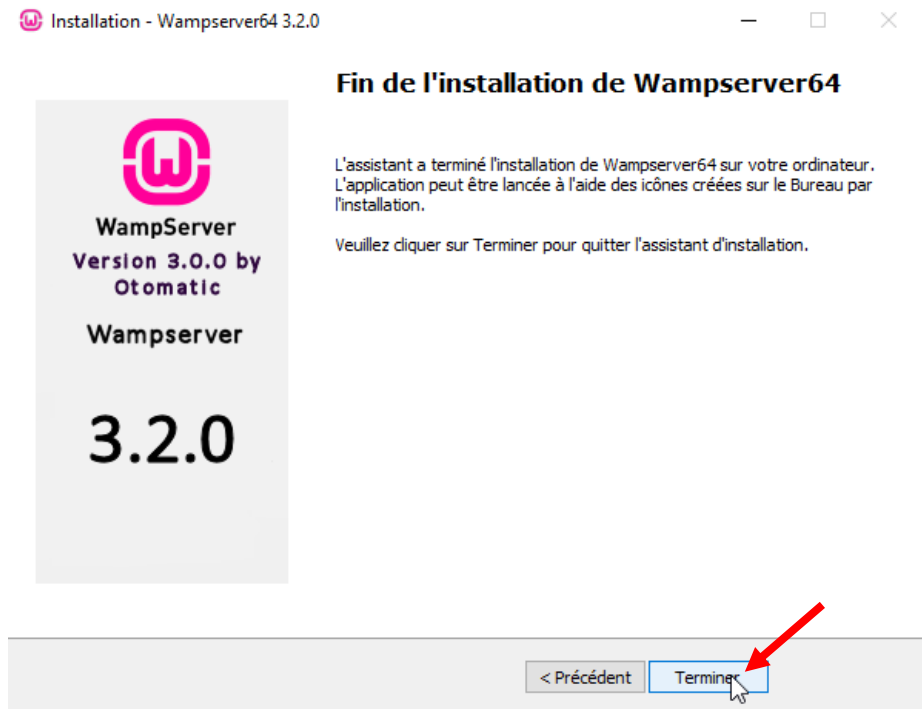 Installation - Wampserver64 3.2.0
Fin de l'installation de Wampserver64
L'assistant a terminé l'installation de Wampserver64 sur votre ordinateur.
L'application peut être lancée à l'aide des icônes créées sur le Bureau par
l'installation.
Veuillez cliquer sur Terminer pour quitter l'assistant d'installation.
WampServer
Version 3.0.0 by
Otomatic
Wampserver
3.2.0
< Précédent
Terminer